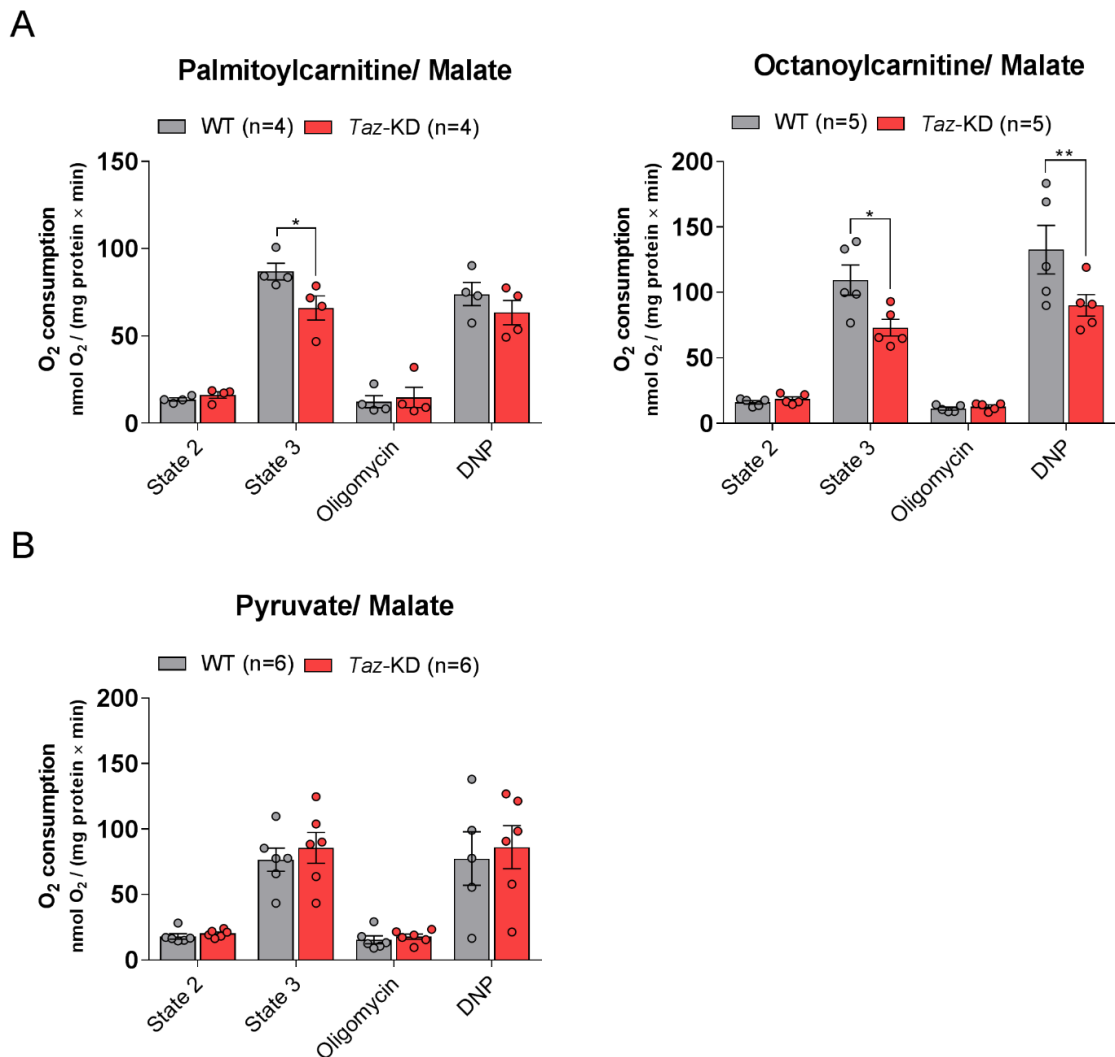 A
Palmitoylcarnitine/ Malate
WT (n=4) Taz-KD (n=4)
O2 consumption
nmol O2 / (mg protein × min)
150
100
50
0
*
State 2
State 3
Oligomycin
DNP
Octanoylcarnitine/ Malate
WT (n=5) Taz-KD (n=5)
O2 consumption
nmol O2 / (mg protein × min)
200
150
100
50
0
*
**
State 2
State 3
Oligomycin
DNP
B
Pyruvate/ Malate
WT (n=6) Taz-KD (n=6)
O2 consumption
nmol O2 / (mg protein × min)
200
150
100
50
0
State 2
State 3
Oligomycin
DNP